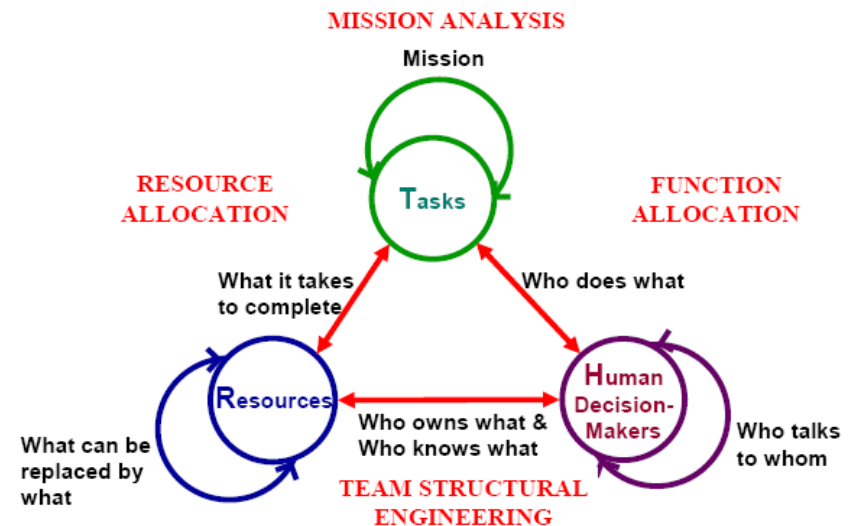 MISSION ANALYSIS
Mission
RESOURCE
ALLOCATION
FUNCTION
ALLOCATION
Tasks
What it takes
to complete
Who does what
Resources
Human
Decision-
Makers
Who owns what &
Who knows what
What can be
replaced by
what
Who talks
to whom
TEAM STRUCTURAL
ENGINEERING